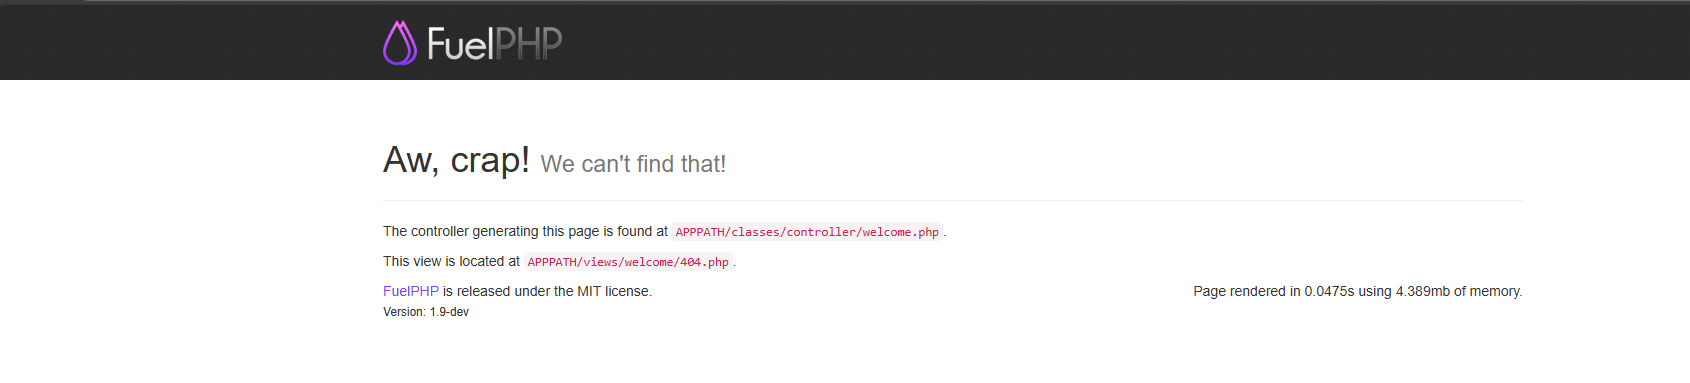 FuelPHP
Aw, crap! We can't find that!
The controller generating this page is found at APPPATH/classes/controller/welcome.php.
This view is located at APPPATH/views/welcome/404.php.
FuelPHP is released under the MIT license. Page rendered in 0.0475s using 4.389mb of memory.
Version: 1.9-dev